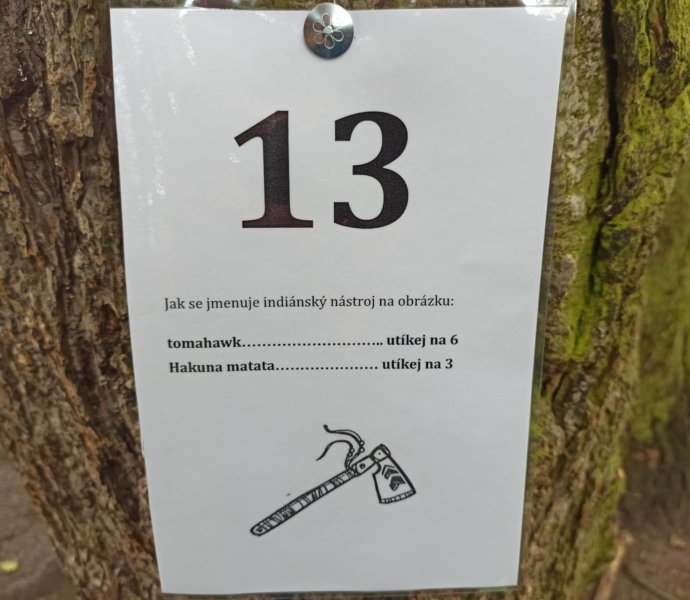 13
Jak se jmenuje indiánský nástroj na obrázku:
tomahawk……………………….. utíkej na 6
Hakuna matata………………… utíkej na 3